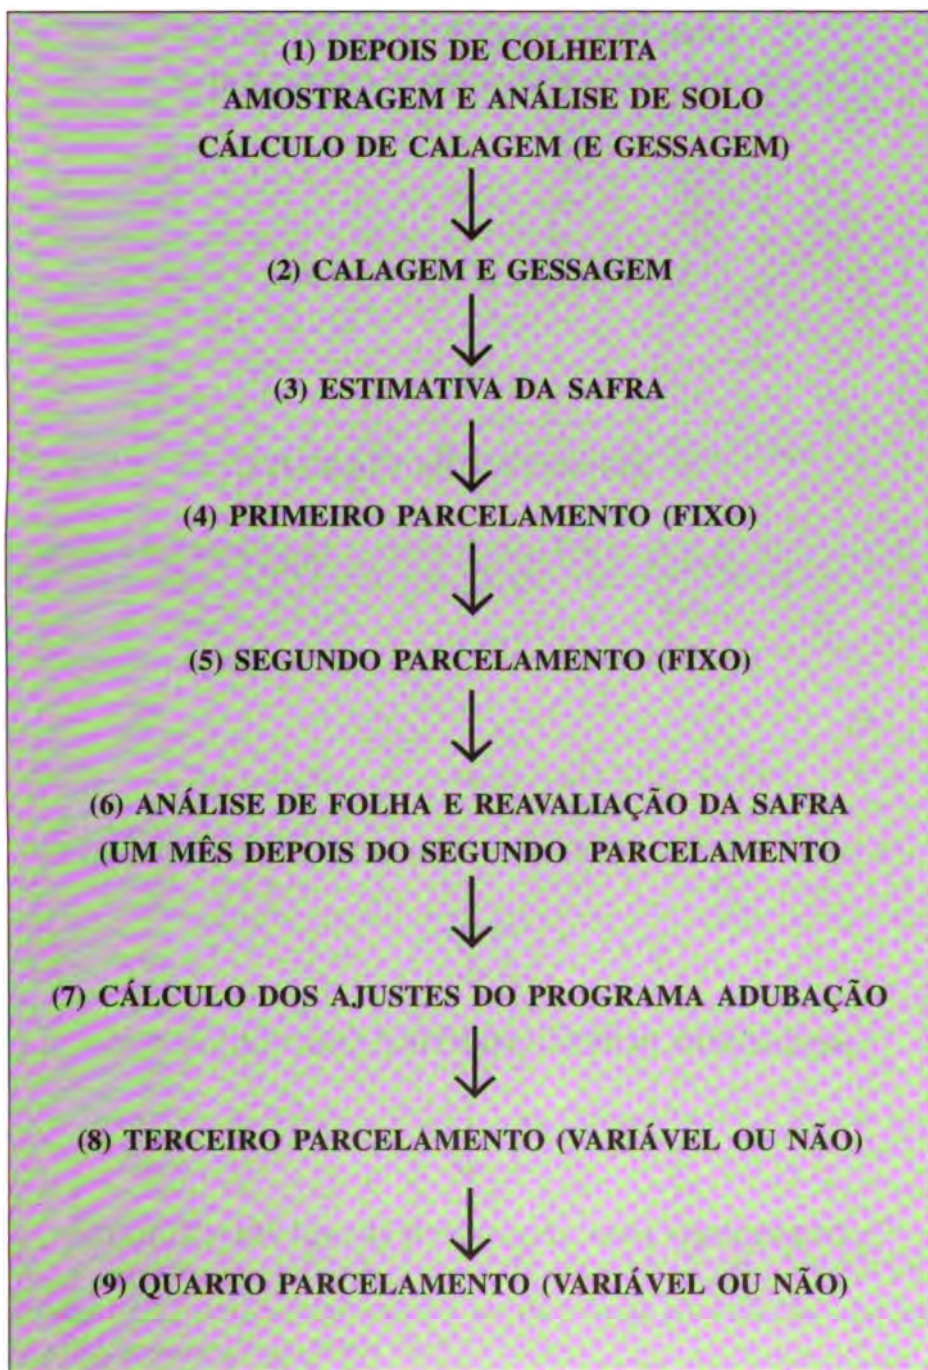 (1) DEPOIS DE COLHEITA
AMOSTRAGEM E ANÁLISE DE SOLO
CÁLCULO DE CALAGEM (E GESSAGEM)
(2) CALAGEM E GESSAGEM
(3) ESTIMATIVA DA SAFRA
(4) PRIMEIRO PARCELAMENTO (FIXO)
(5) SEGUNDO PARCELAMENTO (FIXO)
(6) ANÁLISE DE FOLHA E REAVALIAÇÃO DA SAFRA
(UM MÊS DEPOIS DO SEGUNDO PARCELAMENTO
(7) CÁLCULO DOS AJUSTES DO PROGRAMA ADUBAÇÃO
(8) TERCEIRO PARCELAMENTO (VARIÁVEL OU NÃO)
(9) QUARTO PARCELAMENTO (VARIÁVEL OU NÃO)